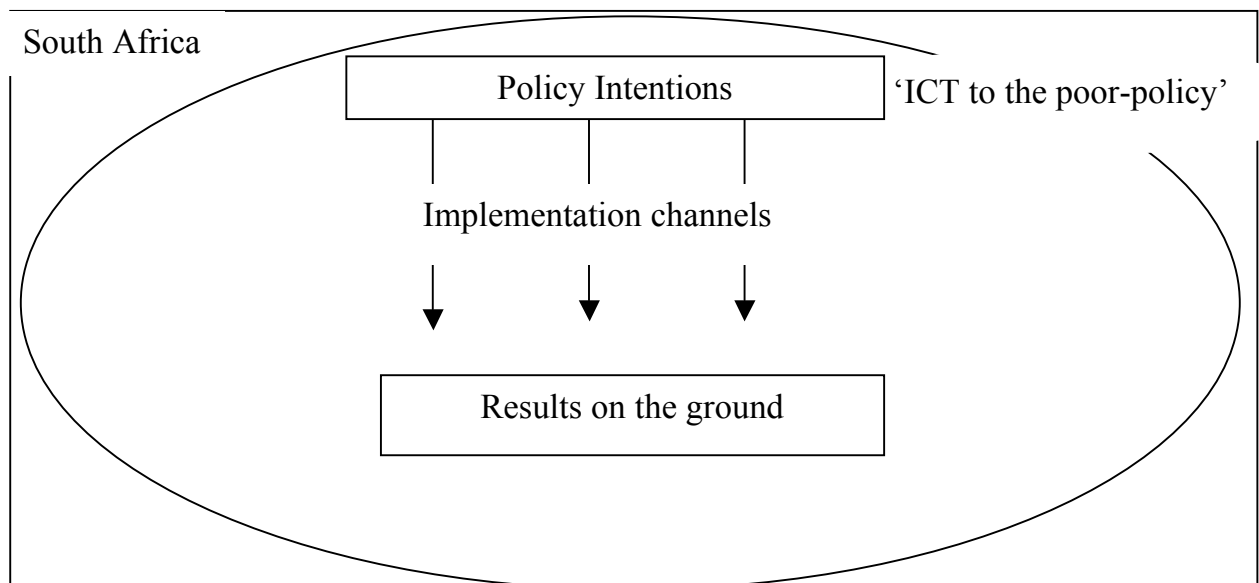 South Africa
Policy Intentions
‘ICT to the poor-policy’
Implementation channels
Results on the ground